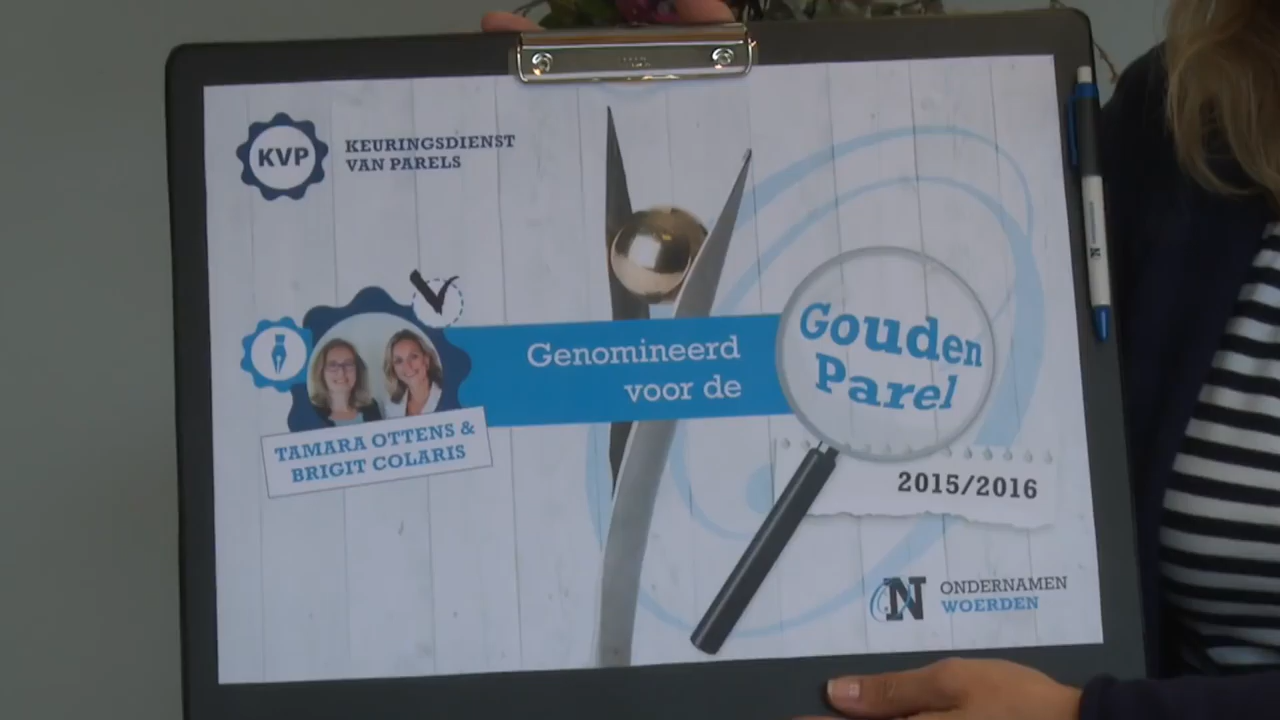 KVP
KEURINGSDIENST
VAN PARELS
Genomineerd
voor de
Gouden
Parel
TAMARA OTTENS &
BRIGIT COLARIS
2015/2016
N
ONDERNAMEN
WOERDEN
N